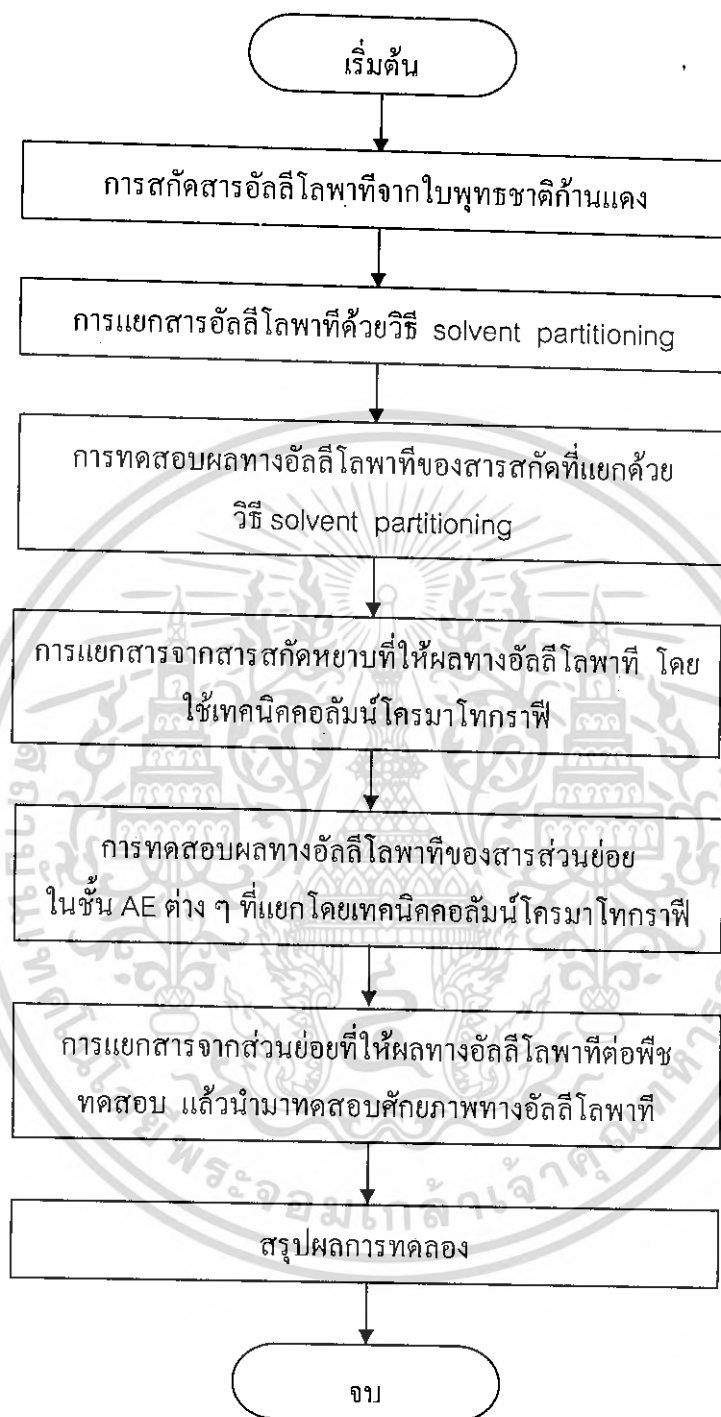 เริ่มต้น
การสกัดสารอัลลีโลพาทีจากใบพุทธชาติก้านแดง
การแยกสารอัลลีโลพาทีด้วยวิธี solvent partitioning
การทดสอบผลทางอัลลีโลพาทีของสารสกัดที่แยกด้วย
วิธี solvent partitioning
การแยกสารจากสารสกัดหยาบที่ให้ผลทางอัลลีโลพาที โดย
ใช้เทคนิคคอลัมน์โครมาโทกราฟี
การทดสอบผลทางอัลลีโลพาทีของสารส่วนย่อย
ในชั้น AE ต่าง ๆ ที่แยกโดยเทคนิคคอลัมน์โครมาโทกราฟี
การแยกสารจากส่วนย่อยที่ให้ผลทางอัลลีโลพาทีต่อพืช
ทดสอบ แล้วนำมาทดสอบศักยภาพทางอัลลีโลพาที
สรุปผลการทดลอง
จบ